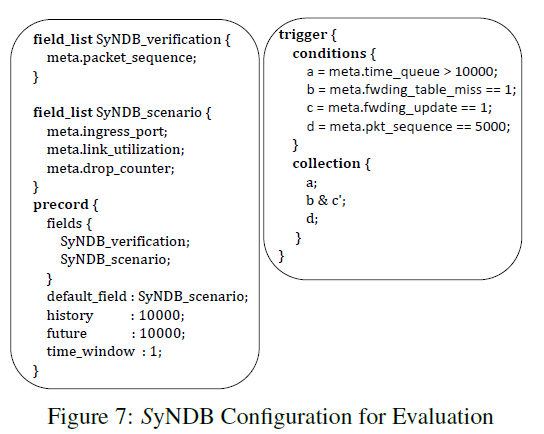 field_list SyNDB_verification {
meta.packet_sequence;
}
field_list SyNDB_scenario {
meta.ingress_port;
meta.link_utilization;
meta.drop_counter;
}
precord {
fields {
SyNDB_verification;
SyNDB_scenario;
}
default_field : SyNDB_scenario;
history : 10000;
future : 10000;
time_window : 1;
}
trigger {
conditions {
a = meta.time_queue > 10000;
b = meta.fwding_table_miss == 1;
c = meta.fwding_update == 1;
d = meta.pkt_sequence == 5000;
}
collection {
a;
b & c';
d;
}
}
Figure 7: SyNDB Configuration for Evaluation